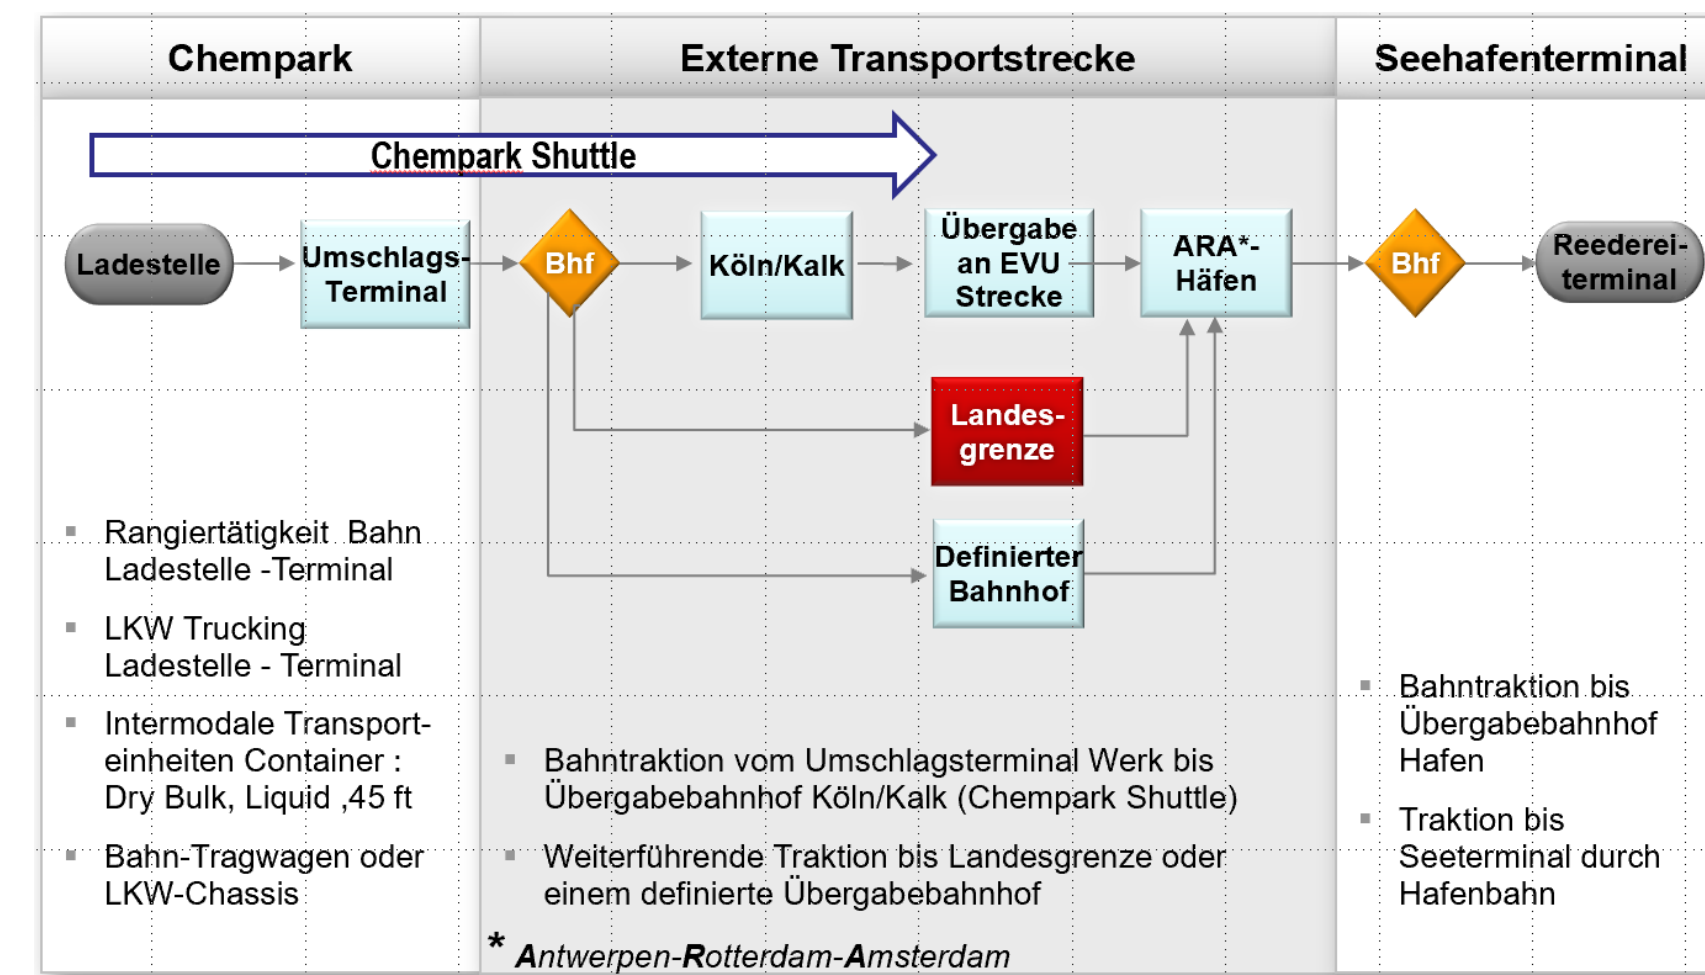 Chempark
Externe Transportstrecke
Seehafenterminal
Chempark Shuttle
Ladestelle
Umschlags-
Terminal
Bhf
Köln/Kalk
Übergabe
an EVU
Strecke
ARA*-
Häfen
Bhf
Reederei-
terminal
Landes-
grenze
Definierter
Bahnhof
▪ Rangiertätigkeit Bahn
Ladestelle -Terminal
▪ LKW Trucking
Ladestelle - Terminal
▪ Intermodale Transport-
einheiten Container :
Dry Bulk, Liquid ,45 ft
▪ Bahn-Tragwagen oder
LKW-Chassis
▪ Bahntraktion vom Umschlagsterminal Werk bis
Übergabebahnhof Köln/Kalk (Chempark Shuttle)
▪ Weiterführende Traktion bis Landesgrenze oder
einem definierte Übergabebahnhof
* Antwerpen-Rotterdam-Amsterdam
▪ Bahntraktion bis
Übergabebahnhof
Hafen
▪ Traktion bis
Seeterminal durch
Hafenbahn